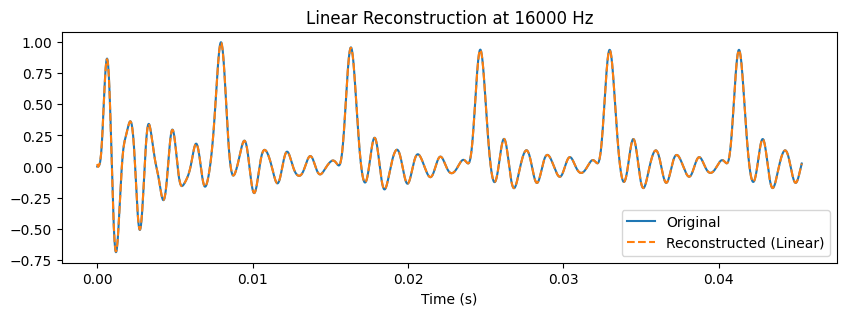 Linear Reconstruction at 16000 Hz
1.00
0.75
0.50
0.25
0.00
−0.25
−0.50
−0.75
Original
Reconstructed (Linear)
0.00 0.01 0.02 0.03 0.04
Time (s)